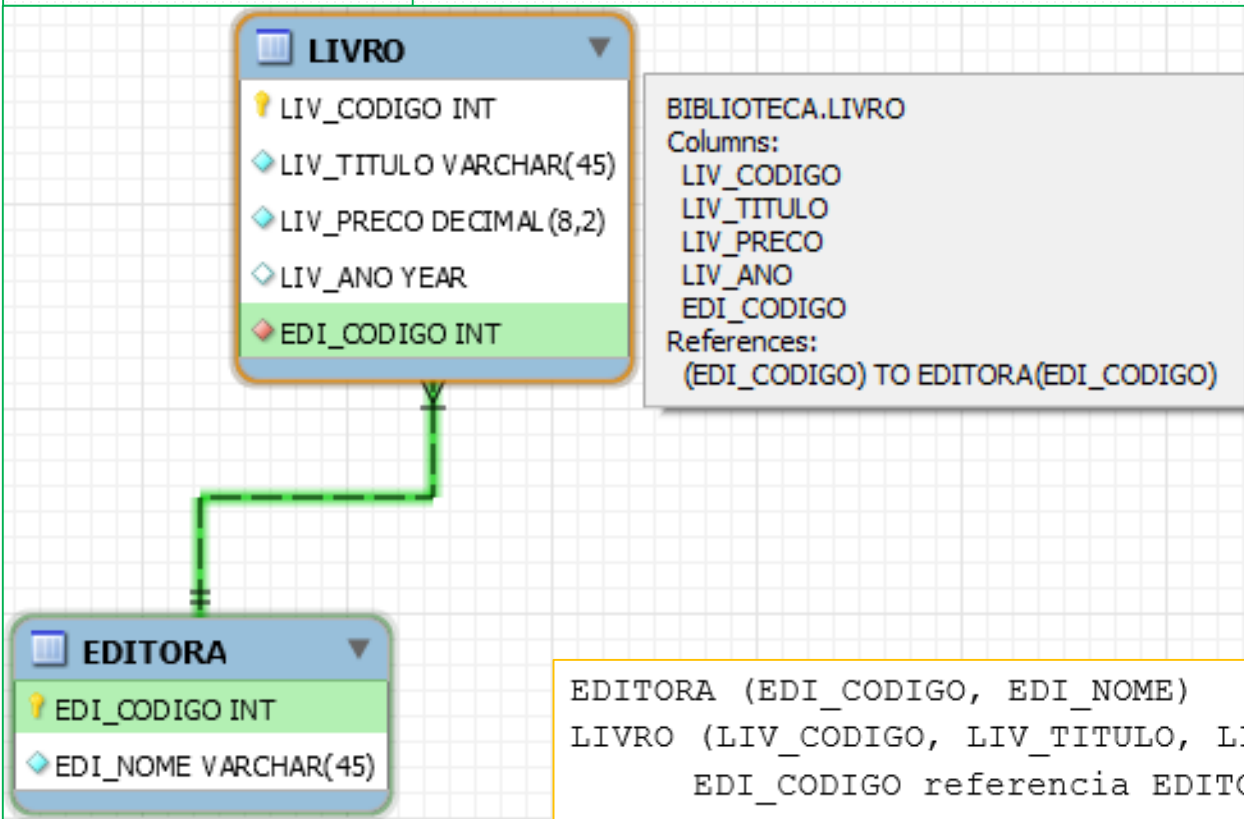 LIVRO
LIV_CODIGO INT
LIV_TITULO VARCHAR(45)
LIV_PRECO DECIMAL(8,2)
LIV_ANO YEAR
EDI_CODIGO INT
BIBLIOTECA.LIVRO
Columns:
LIV_CODIGO
LIV_TITULO
LIV_PRECO
LIV_ANO
EDI_CODIGO
References:
(EDI_CODIGO) TO EDITORA(EDI_CODIGO)
EDITORA
EDI_CODIGO INT
EDI_NOME VARCHAR(45)
EDITORA (EDI_CODIGO, EDI_NOME)
LIVRO (LIV_CODIGO, LIV_TITULO,
EDI_CODIGO referencia